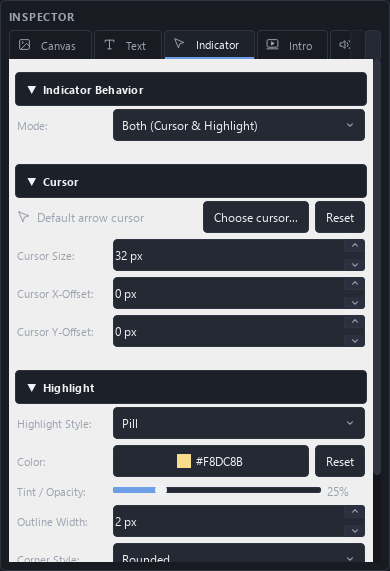 INSPECTOR
Canvas Text Indicator Intro
▼ Indicator Behavior
Mode: Both (Cursor & Highlight)
▼ Cursor
Default arrow cursor Choose cursor... Reset
Cursor Size: 32 px
Cursor X-Offset: 0 px
Cursor Y-Offset: 0 px
▼ Highlight
Highlight Style: Pill
Color: #F8DC8B Reset
Tint / Opacity: 25%
Outline Width: 2 px
Corner Style: Rounded